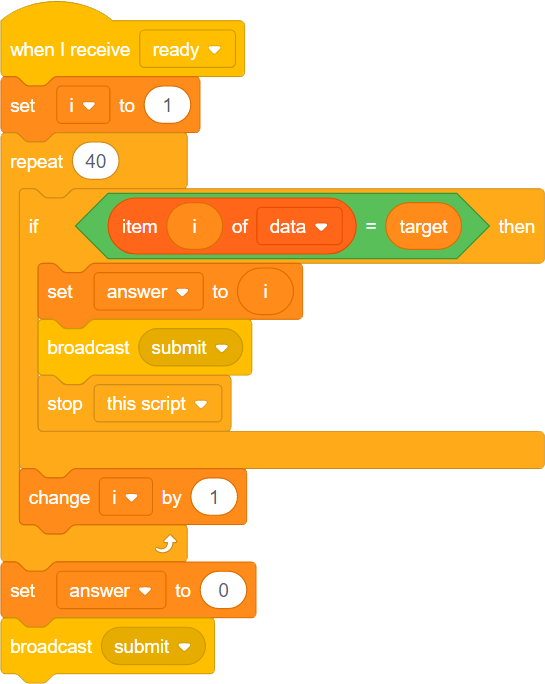 when I receive ready
set i to 1
repeat 40
if item i of data = target then
set answer to i
broadcast submit
stop this script
change i by 1
set answer to 0
broadcast submit